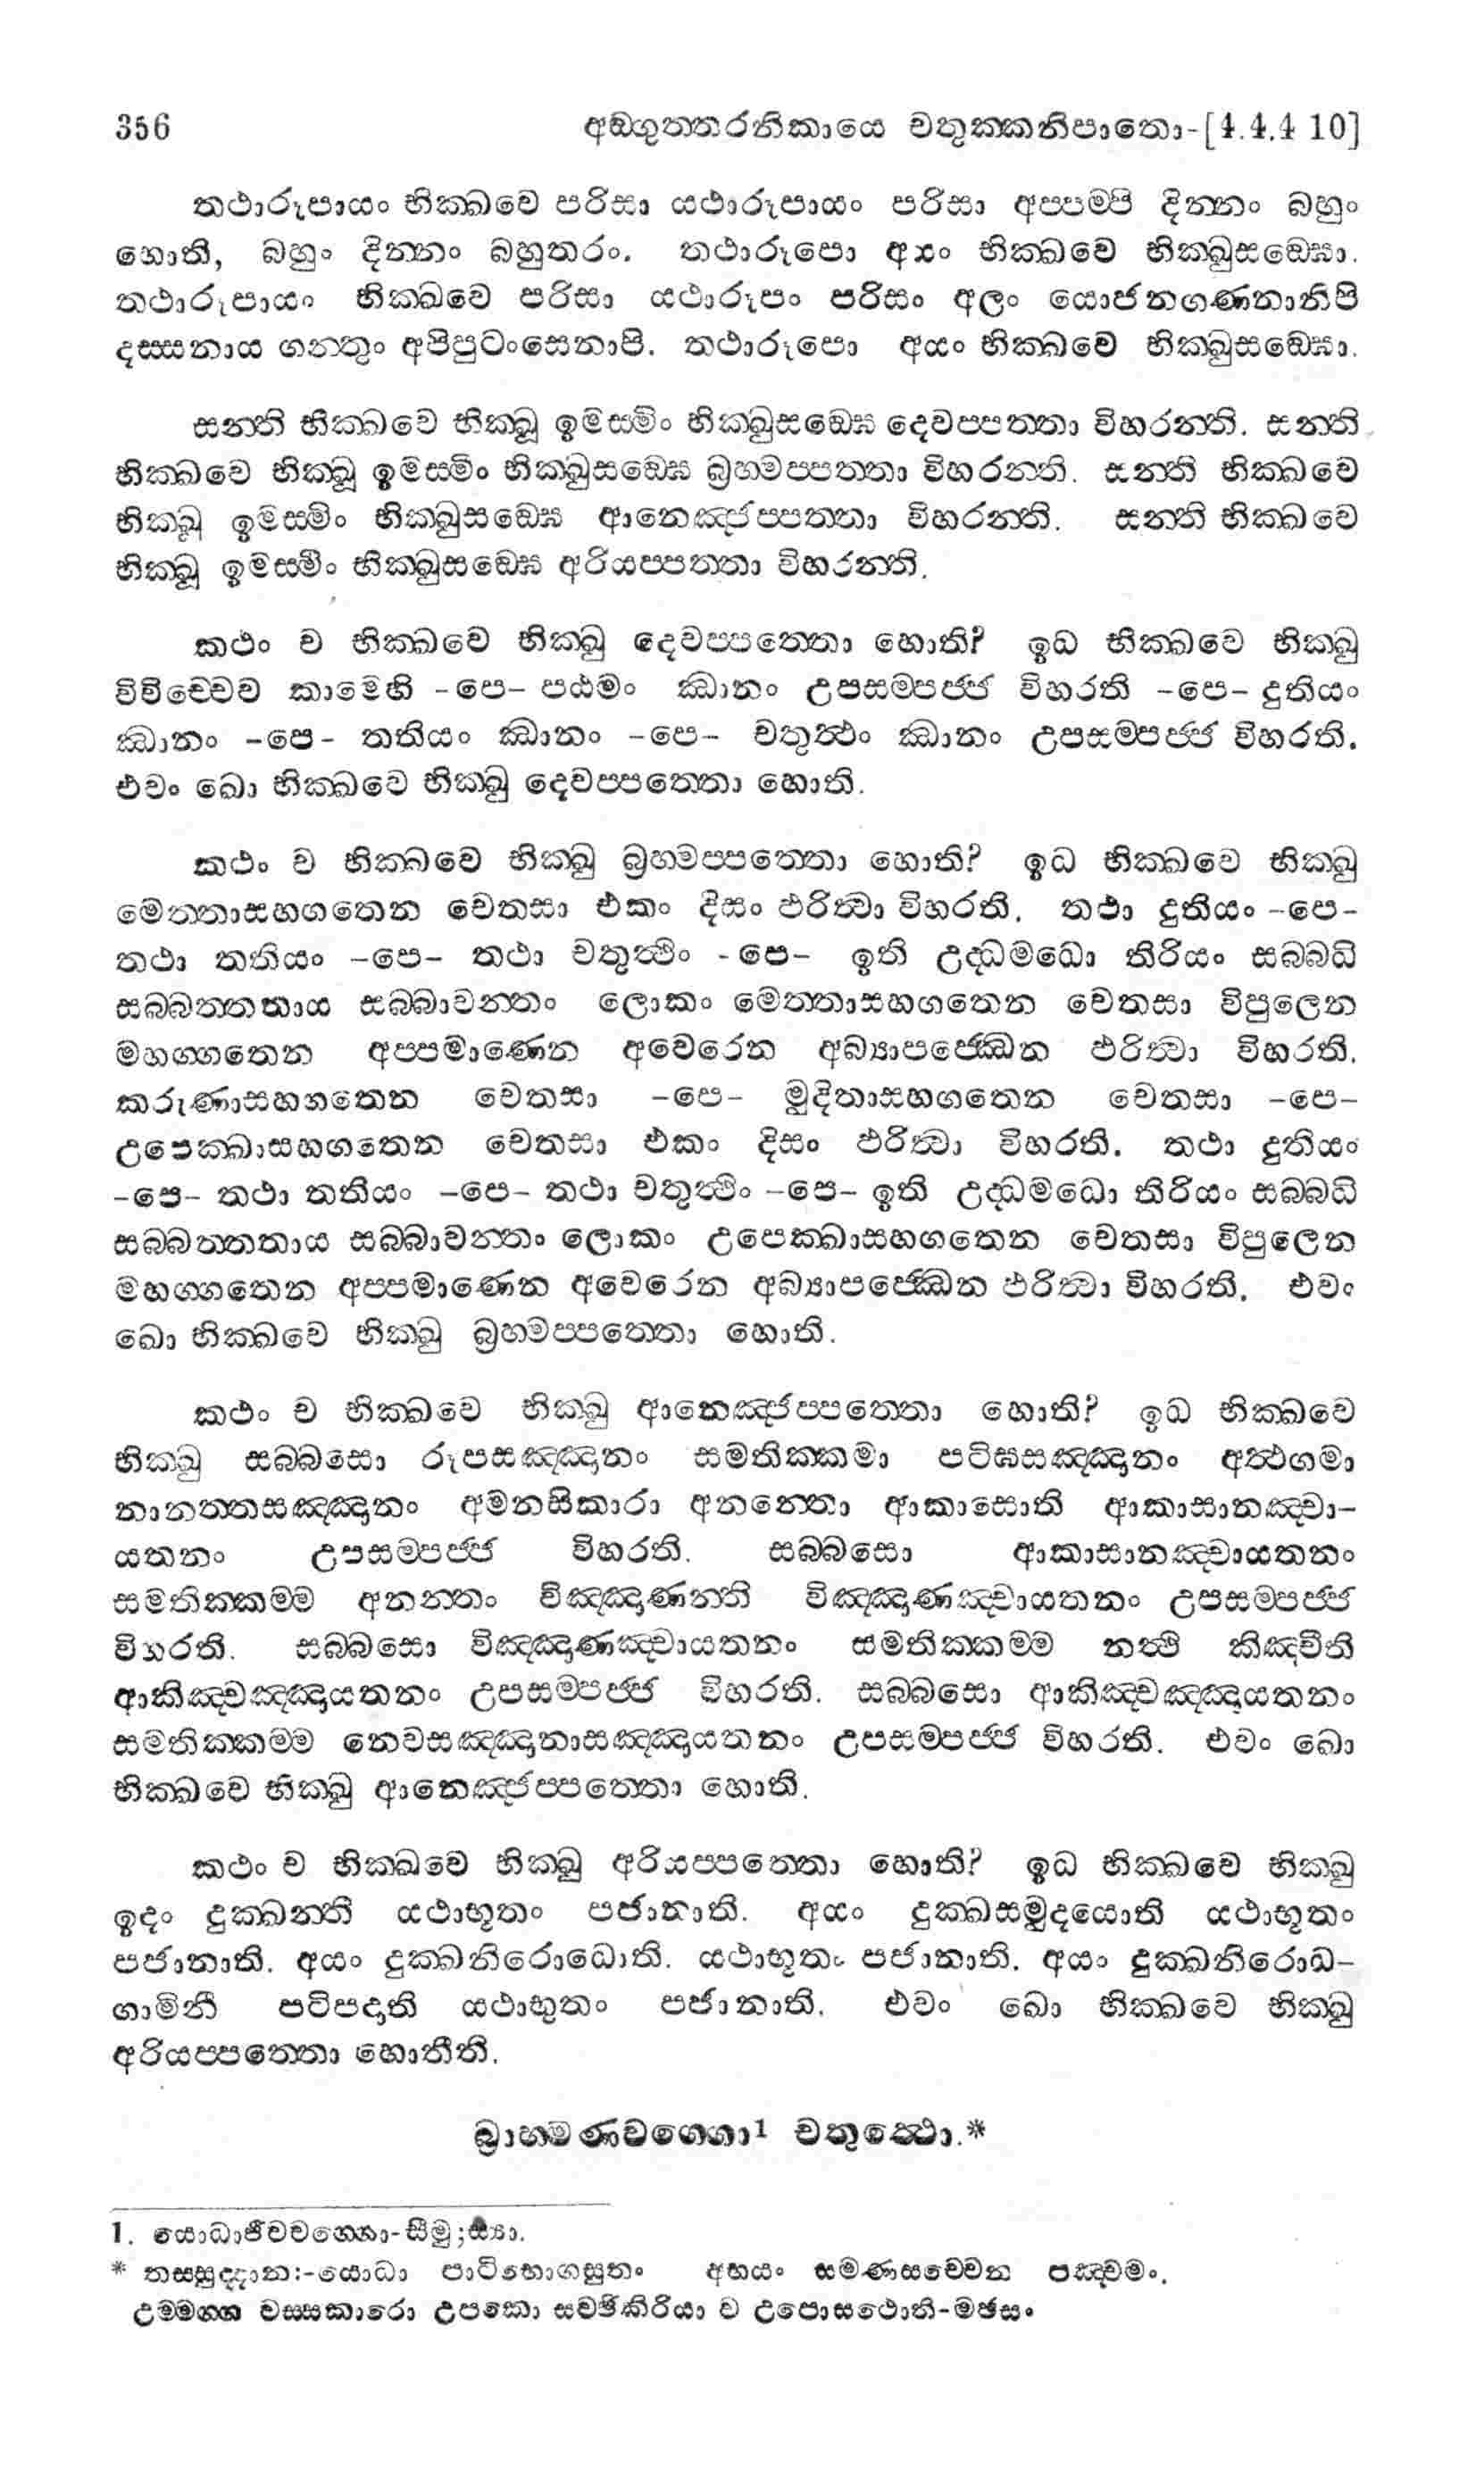 356 අඞ්ගුත්තරනිකායෙ චතුක්කනිපාතො-[4.4.4 10]
තථාරූපායං භික්ඛවෙ පරිසා යථාරූපායං පරිසා අප්පම්පි දින්නං බහුං
හොති, බහුං දින්නං බහුතරං. තථාරූපො අයං භික්ඛවෙ භික්ඛුසඞ්ඝො.
තථාරූපායං භික්ඛවෙ පරිසා යථාරූපං පරිසං අලං යොජනගණනානිපි
දස්සනාය ගන්තුං අපිපුටංසෙනාපි. තථාරූපො අයං භික්ඛවෙ භික්ඛුසඞ්ඝො.
සන්ති භික්ඛවෙ භික්ඛූ ඉමස්මිං භික්ඛුසඞ්ඝෙ දෙවප්පත්තා විහරන්ති. සන්ති
භික්ඛවෙ භික්ඛූ ඉමස්මිං භික්ඛුසඞ්ඝෙ බ්‍රහ්මප්පත්තා විහරන්ති. සන්ති භික්ඛවෙ
භික්ඛූ ඉමස්මිං භික්ඛුසඞ්ඝෙ ආනෙඤ්ජප්පත්තා විහරන්ති. සන්ති භික්ඛවෙ
භික්ඛූ ඉමස්මිං භික්ඛුසඞ්ඝෙ අරියප්පත්තා විහරන්ති.
කථං ච භික්ඛවෙ භික්ඛු දෙවප්පත්තො හොති? ඉධ භික්ඛවෙ භික්ඛු
විවිච්චෙව කාමෙහි -පෙ- පඨමං ඣානං උපසම්පජ්ජ විහරති -පෙ- දුතියං
ඣානං -පෙ- තතියං ඣානං -පෙ- චතුත්ථං ඣානං උපසම්පජ්ජ විහරති.
එවං ඛො භික්ඛවෙ භික්ඛු දෙවප්පත්තො හොති.
කථං ච භික්ඛවෙ භික්ඛු බ්‍රහ්මප්පත්තො හොති? ඉධ භික්ඛවෙ භික්ඛු
මෙත්තාසහගතෙන චෙතසා එකං දිසං ඵරිත්වා විහරති. තථා දුතියං -පෙ-
තථා තතියං -පෙ- තථා චතුත්ථිං -පෙ- ඉති උද්ධමධො තිරියං සබ්බධි
සබ්බත්තතාය සබ්බාවන්තං ලොකං මෙත්තාසහගතෙන චෙතසා විපුලෙන
මහග්ගතෙන අප්පමාණෙන අවෙරෙන අබ්‍යාපජ්ඣෙන ඵරිත්වා විහරති.
කරුණාසහගතෙන චෙතසා -පෙ- මුදිතාසහගතෙන චෙතසා -පෙ-
උපෙක්ඛාසහගතෙන චෙතසා එකං දිසං ඵරිත්වා විහරති. තථා දුතියං
-පෙ- තථා තතියං -පෙ- තථා චතුත්ථිං -පෙ- ඉති උද්ධමධො තිරියං සබ්බධි
සබ්බත්තතාය සබ්බාවන්තං ලොකං උපෙක්ඛාසහගතෙන චෙතසා විපුලෙන
මහග්ගතෙන අප්පමාණෙන අවෙරෙන අබ්‍යාපජ්ඣෙන ඵරිත්වා විහරති. එවං
ඛො භික්ඛවෙ භික්ඛු බ්‍රහ්මප්පත්තො හොති.
කථං ච භික්ඛවෙ භික්ඛු ආනෙඤ්ජප්පත්තො හොති? ඉධ භික්ඛවෙ
භික්ඛු සබ්බසො රූපසඤ්ඤානං සමතික්කමා පටිඝසඤ්ඤානං අත්ථගමා
නානත්තසඤ්ඤානං අමනසිකාරා අනන්තො ආකාසොති ආකාසානඤ්චා-
යතනං උපසම්පජ්ජ විහරති. සබ්බසො ආකාසානඤ්චායතනං
සමතික්කම්ම අනන්තං විඤ්ඤාණන්ති විඤ්ඤාණඤ්චායතනං උපසම්පජ්ජ
විහරති. සබ්බසො විඤ්ඤාණඤ්චායතනං සමතික්කම්ම නත්ථි කිඤ්චීති
ආකිඤ්චඤ්ඤායතනං උපසම්පජ්ජ විහරති. සබ්බසො ආකිඤ්චඤ්ඤායතනං
සමතික්කම්ම නෙවසඤ්ඤානාසඤ්ඤායතනං උපසම්පජ්ජ විහරති. එවං ඛො
භික්ඛවෙ භික්ඛු ආනෙඤ්ජප්පත්තො හොති.
කථං ච භික්ඛවෙ භික්ඛු අරියප්පත්තො හොති? ඉධ භික්ඛවෙ භික්ඛු
ඉදං දුක්ඛන්ති යථාභූතං පජානාති. අයං දුක්ඛසමුදයොති යථාභූතං
පජානාති. අයං දුක්ඛනිරොධොති. යථාභූතං පජානාති. අයං දුක්ඛනිරොධ-
ගාමිනී පටිපදාති යථාභුතං පජානාති. එවං ඛො භික්ඛවෙ භික්ඛු
අරියප්පත්තො හොතීති.
බ්‍රාහ්මණවග්ගො¹ චතුත්ථො.*
1. යොධාජීවවග්ගො-සීමු;ස්‍යා.
* තස්සුද්දාන:-යොධා පාටිභොගසුතං අභයං සමණසච්චෙන පඤ්චමං.
උම්මග්ග වස්සකාරො උපකො සච්ඡිකිරියා ච උපොසථොති-මඡසං